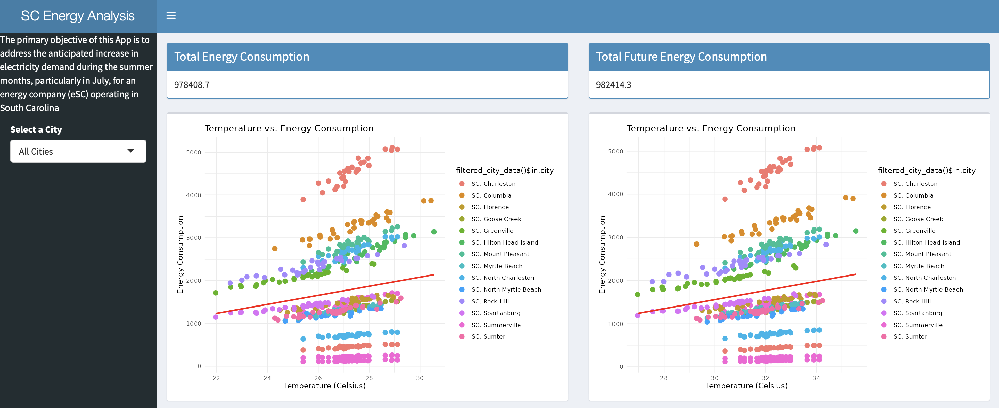 SC Energy Analysis
The primary objective of this App is to
address the anticipated increase in
electricity demand during the summer
months, particularly in July, for an
energy company (eSC) operating in
South Carolina
Select a City
All Cities
Total Energy Consumption
978408.7
Total Future Energy Consumption
982414.3
Temperature vs. Energy Consumption
Energy Consumption
5000
4000
3000
2000
1000
0
22 24 26 28 30
Temperature (Celsius)
filtered_city_data()$in.city
SC, Charleston
SC, Columbia
SC, Florence
SC, Goose Creek
SC, Greenville
SC, Hilton Head Island
SC, Mount Pleasant
SC, Myrtle Beach
SC, North Charleston
SC, North Myrtle Beach
SC, Rock Hill
SC, Spartanburg
SC, Summerville
SC, Sumter
Temperature vs. Energy Consumption
Energy Consumption
5000
4000
3000
2000
1000
0
28 30 32 34
Temperature (Celsius)
filtered_city_data()$in.city
SC, Charleston
SC, Columbia
SC, Florence
SC, Goose Creek
SC, Greenville
SC, Hilton Head Island
SC, Mount Pleasant
SC, Myrtle Beach
SC, North Charleston
SC, North Myrtle Beach
SC, Rock Hill
SC, Spartanburg
SC, Summerville
SC, Sumter